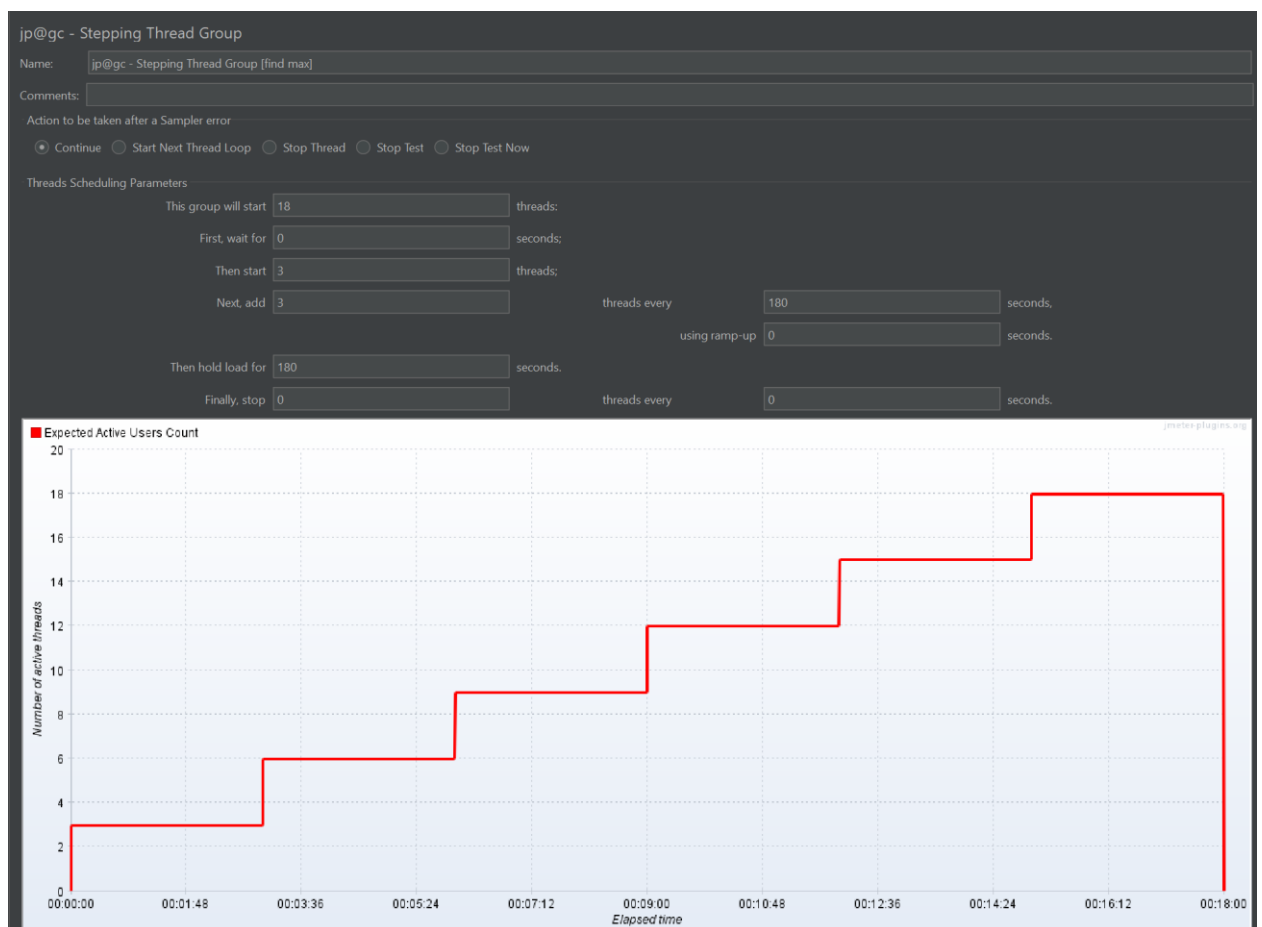 jp@gc - Stepping Thread Group
Name: jp@gc - Stepping Thread Group [find max]
Comments:
Action to be taken after a Sampler error
Continue Start Next Thread Loop Stop Thread Stop Test Stop Test Now
Threads Scheduling Parameters
This group will start 18 threads:
First, wait for 0 seconds;
Then start 3 threads;
Next, add 3 threads every 180 seconds,
using ramp-up 0 seconds.
Then hold load for 180 seconds.
Finally, stop 0 threads every 0 seconds.
Expected Active Users Count
jmeter-plugins.org
20
18
16
14
12
10
8
6
4
2
0
Number of active threads
00:00:00 00:01:48 00:03:36 00:05:24 00:07:12 00:09:00 00:10:48 00:12:36 00:14:24 00:16:12 00:18:00
Elapsed time